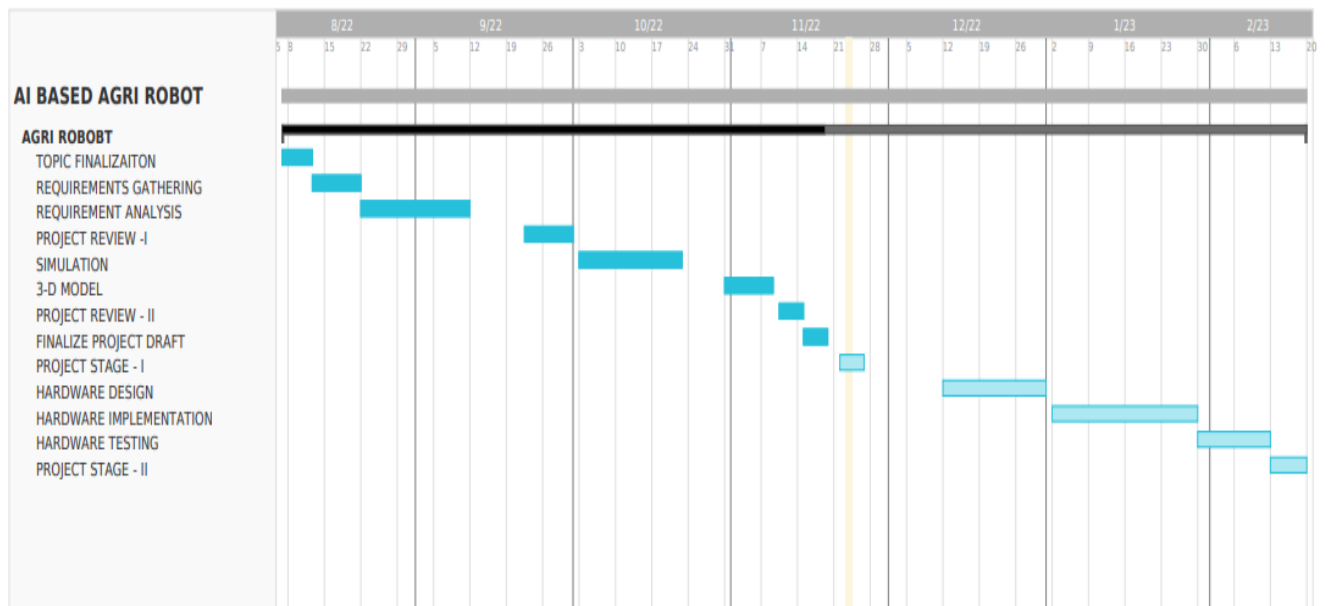 8/22 9/22 10/22 11/22 12/22 1/23 2/23
5 8 15 22 29 5 12 19 26 3 10 17 24 31 7 14 21 28 5 12 19 26 2 9 16 23 30 6 13 20
AI BASED AGRI ROBOT
AGRI ROBOBT
TOPIC FINALIZAITON
REQUIREMENTS GATHERING
REQUIREMENT ANALYSIS
PROJECT REVIEW -I
SIMULATION
3-D MODEL
PROJECT REVIEW - II
FINALIZE PROJECT DRAFT
PROJECT STAGE - I
HARDWARE DESIGN
HARDWARE IMPLEMENTATION
HARDWARE TESTING
PROJECT STAGE - II